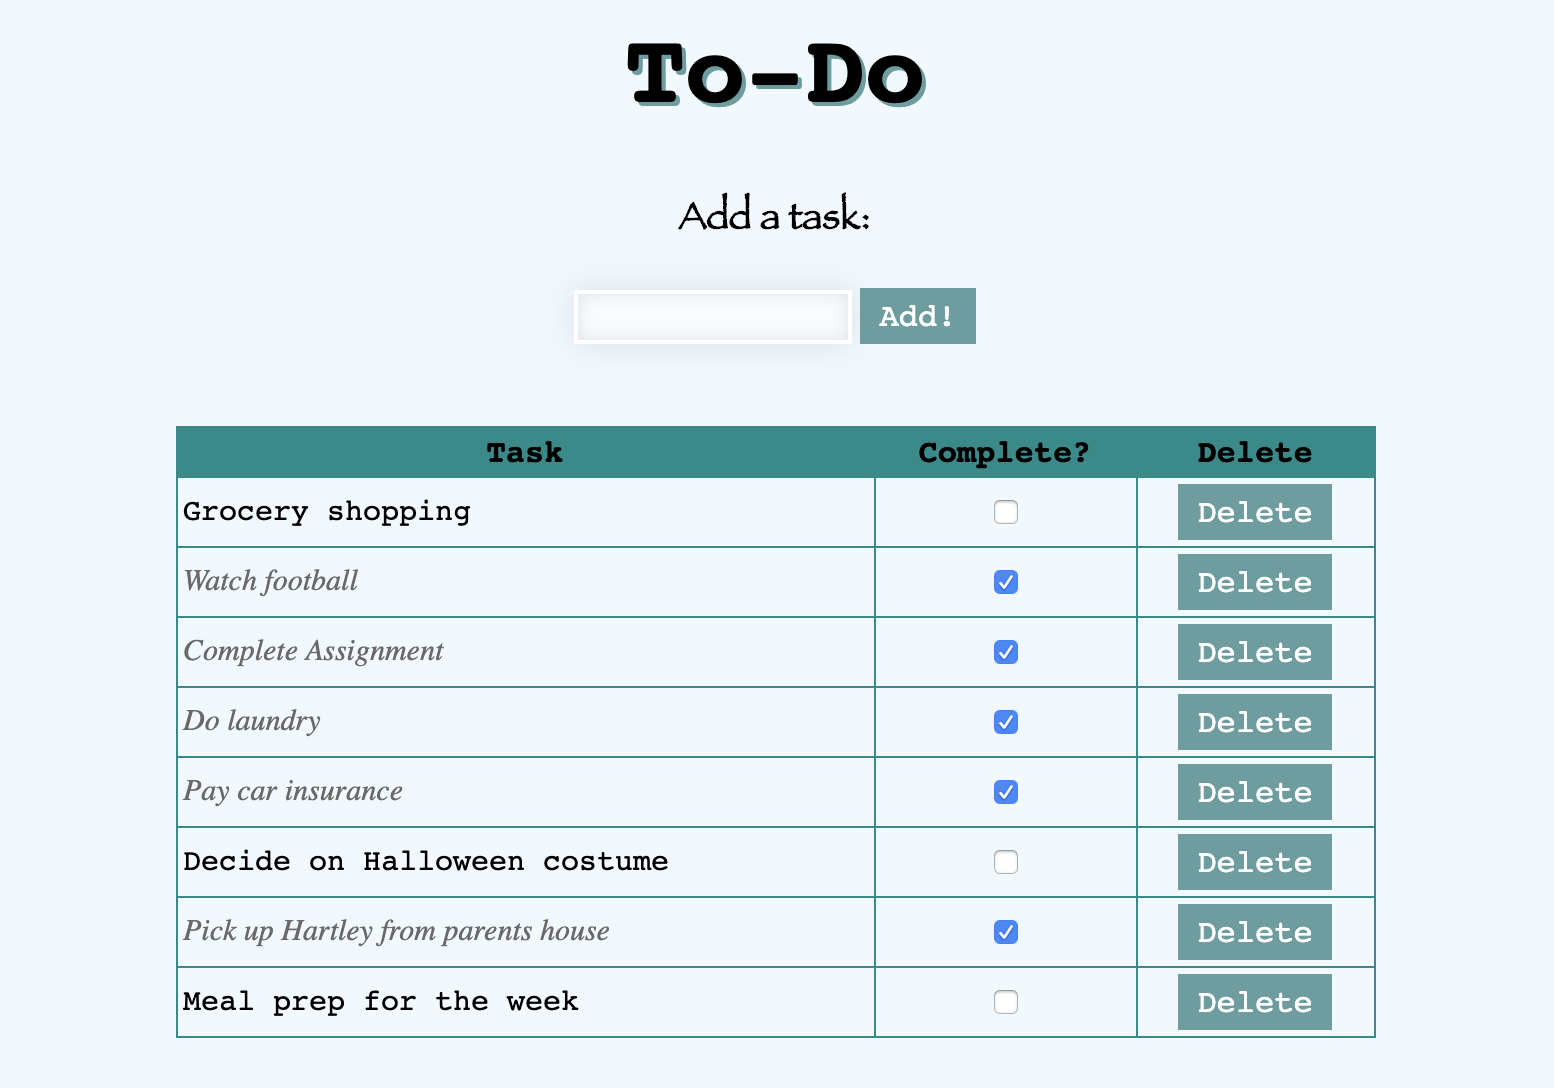 To-Do
Add a task:
Add!
Task Complete? Delete
Grocery shopping Delete
Watch football Delete
Complete Assignment Delete
Do laundry Delete
Pay car insurance Delete
Decide on Halloween costume Delete
Pick up Hartley from parents house Delete
Meal prep for the week Delete